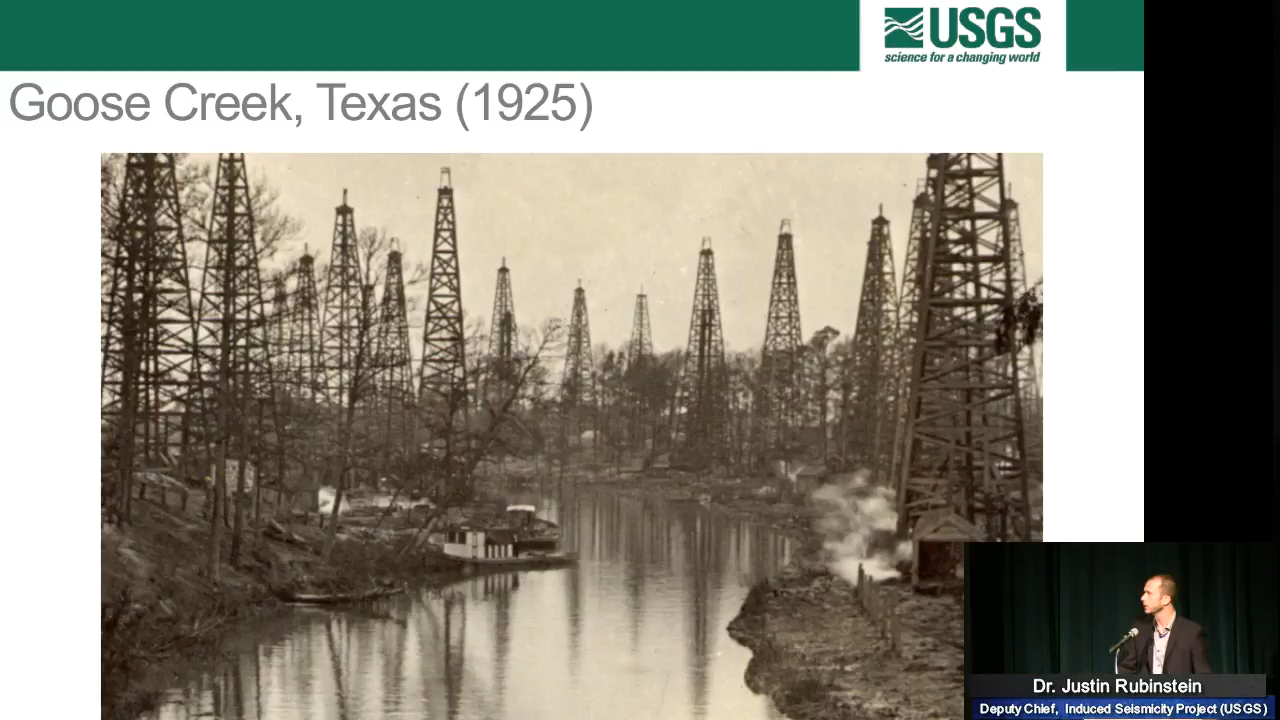 USGS
science for a changing world
Goose Creek, Texas (1925)
Dr. Justin Rubinstein
Deputy Chief, Induced Seismicity Project (USGS)